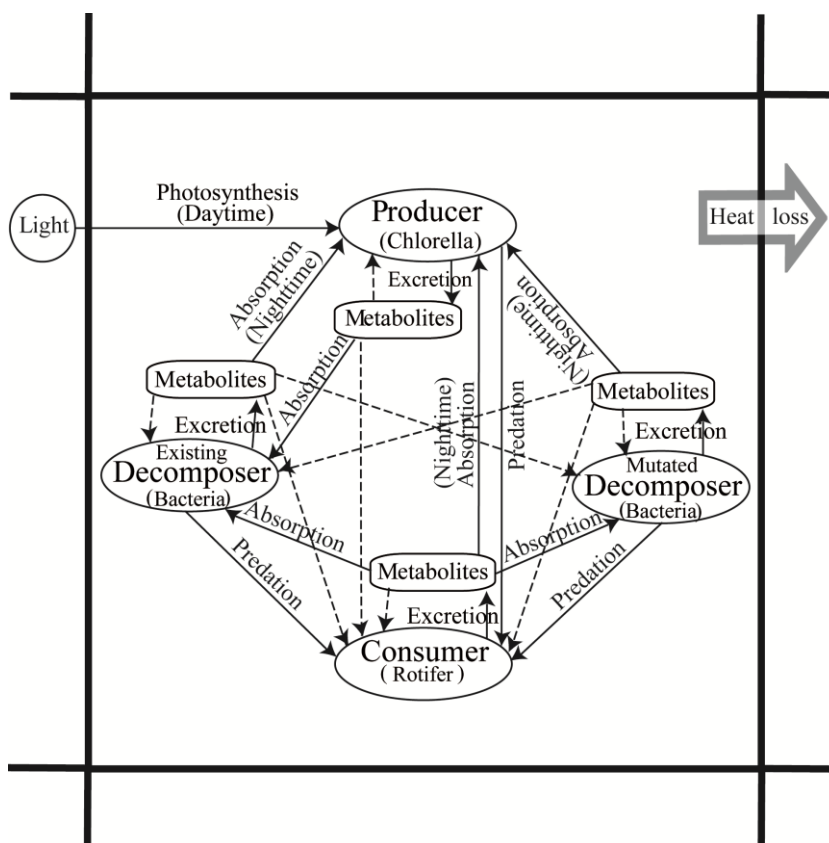 Light
Photosynthesis
(Daytime)
Producer
(Chlorella)
Heat loss
Absorption
(Nighttime)
Excretion
Metabolites
Absorption
(Nighttime)
Absorption
Metabolites
Excretion
Existing
Decomposer
(Bacteria)
(Nighttime)
Absorption
Predation
Metabolites
Excretion
Mutated
Decomposer
(Bacteria)
Absorption
Predation
Metabolites
Absorption
Predation
Excretion
Consumer
( Rotifer )